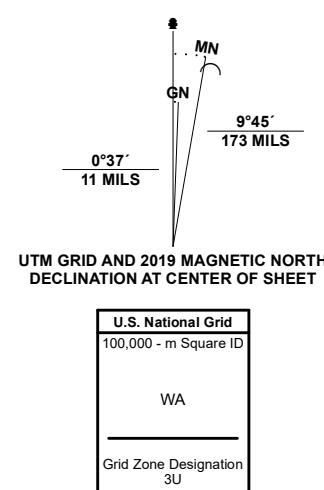 MN
GN
9°45´
173 MILS
0°37´
11 MILS
UTM GRID AND 2019 MAGNETIC NORTH
DECLINATION AT CENTER OF SHEET
U.S. National Grid
100,000 - m Square ID
WA
Grid Zone Designation
3U